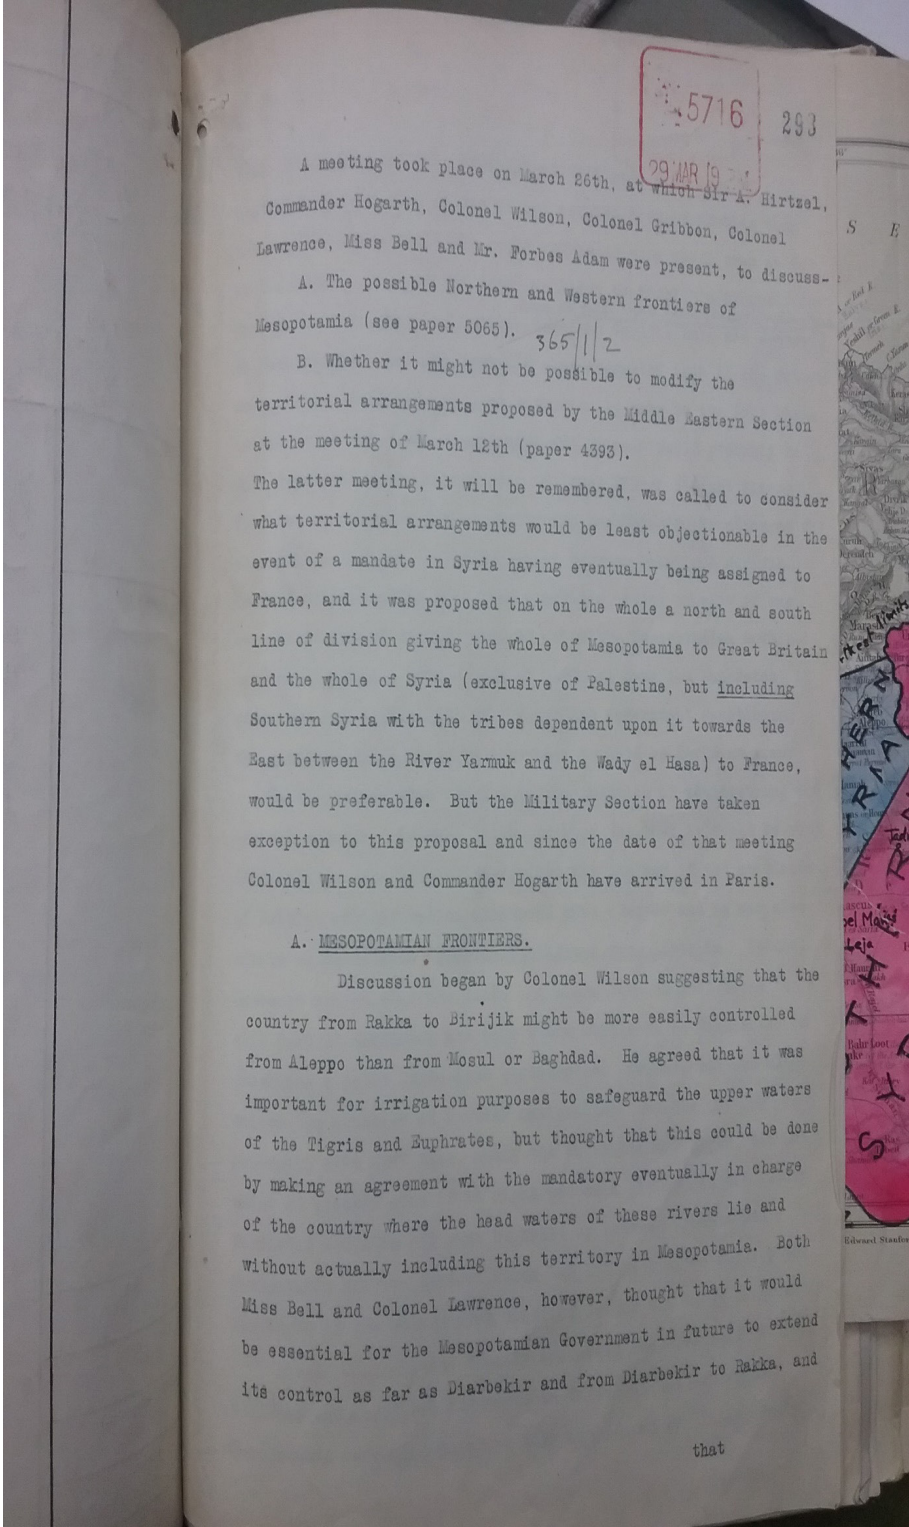 5716
293
29 MAR 19
A meeting took place on March 26th, at which Sir A. Hirtzel,
Commander Hogarth, Colonel Wilson, Colonel Gribbon, Colonel
Lawrence, Miss Bell and Mr. Forbes Adam were present, to discuss-
A. The possible Northern and Western frontiers of
Mesopotamia (see paper 5065).
365/1/2
B. Whether it might not be possible to modify the
territorial arrangements proposed by the Middle Eastern Section
at the meeting of March 12th (paper 4393).
The latter meeting, it will be remembered, was called to consider
what territorial arrangements would be least objectionable in the
event of a mandate in Syria having eventually being assigned to
France, and it was proposed that on the whole a north and south
line of division giving the whole of Mesopotamia to Great Britain
and the whole of Syria (exclusive of Palestine, but including
Southern Syria with the tribes dependent upon it towards the
East between the River Yarmuk and the Wady el Hasa) to France,
would be preferable. But the Military Section have taken
exception to this proposal and since the date of that meeting
Colonel Wilson and Commander Hogarth have arrived in Paris.
A. MESOPOTAMIAN FRONTIERS.
Discussion began by Colonel Wilson suggesting that the
country from Rakka to Birijik might be more easily controlled
from Aleppo than from Mosul or Baghdad. He agreed that it was
important for irrigation purposes to safeguard the upper waters
of the Tigris and Euphrates, but thought that this could be done
by making an agreement with the mandatory eventually in charge
of the country where the head waters of these rivers lie and
without actually including this territory in Mesopotamia. Both
Miss Bell and Colonel Lawrence, however, thought that it would
be essential for the Mesopotamian Government in future to extend
its control as far as Diarbekir and from Diarbekir to Rakka, and
that
S E
limits
HERN
RIA
Aleppo
THE
SY
Edward Stanfor